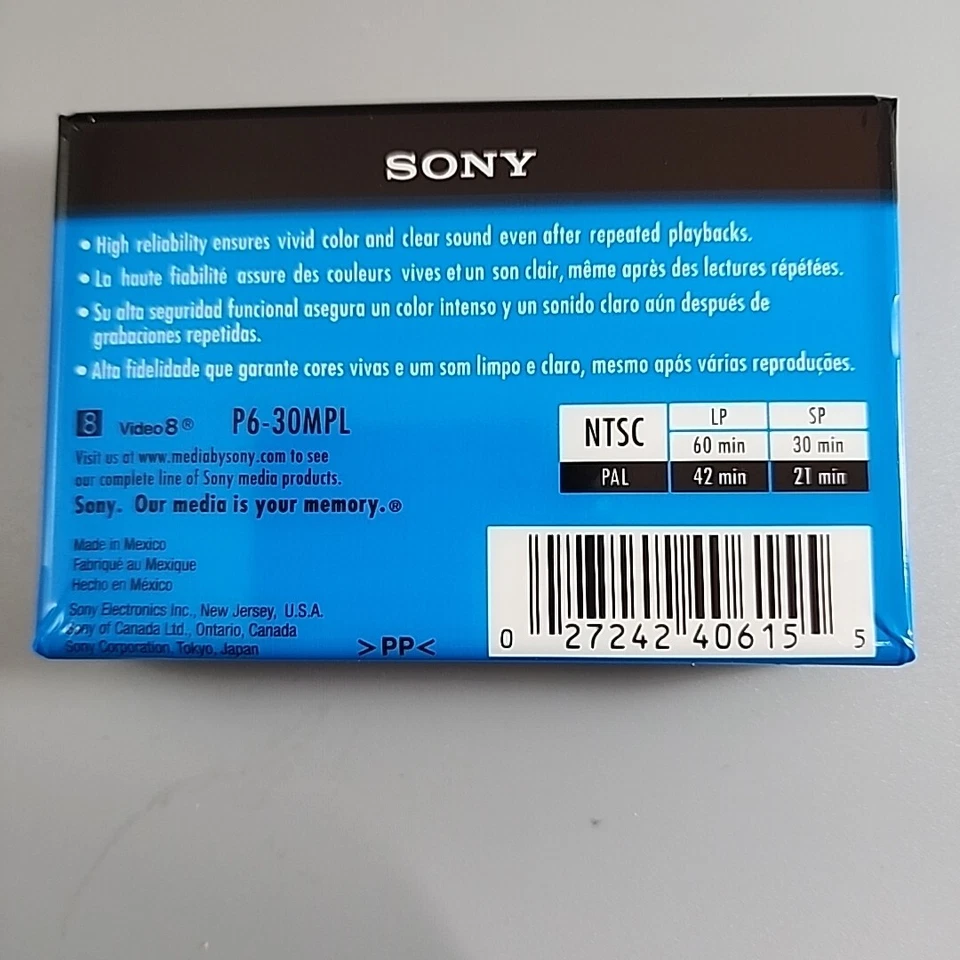 SONY
• High reliability ensures vivid color and clear sound even after repeated playbacks.
• La haute fiabilité assure des couleurs vives et un son clair, même après des lectures répétées.
• Su alta seguridad funcional asegura un color intenso y un sonido claro aún después de
grabaciones repetidas.
• Alta fidelidade que garante cores vivas e um som limpo e claro, mesmo após várias reproduções.
8 Video8® P6-30MPL
Visit us at www.mediabysony.com to see
our complete line of Sony media products.
Sony. Our media is your memory.®
NTSC LP SP
60 min 30 min
PAL 42 min 21 min
Made in Mexico
Fabriqué au Mexique
Hecho en México
Sony Electronics Inc., New Jersey, U.S.A.
Sony of Canada Ltd., Ontario, Canada
Sony Corporation, Tokyo, Japan
>PP<
0 27242 40615 5